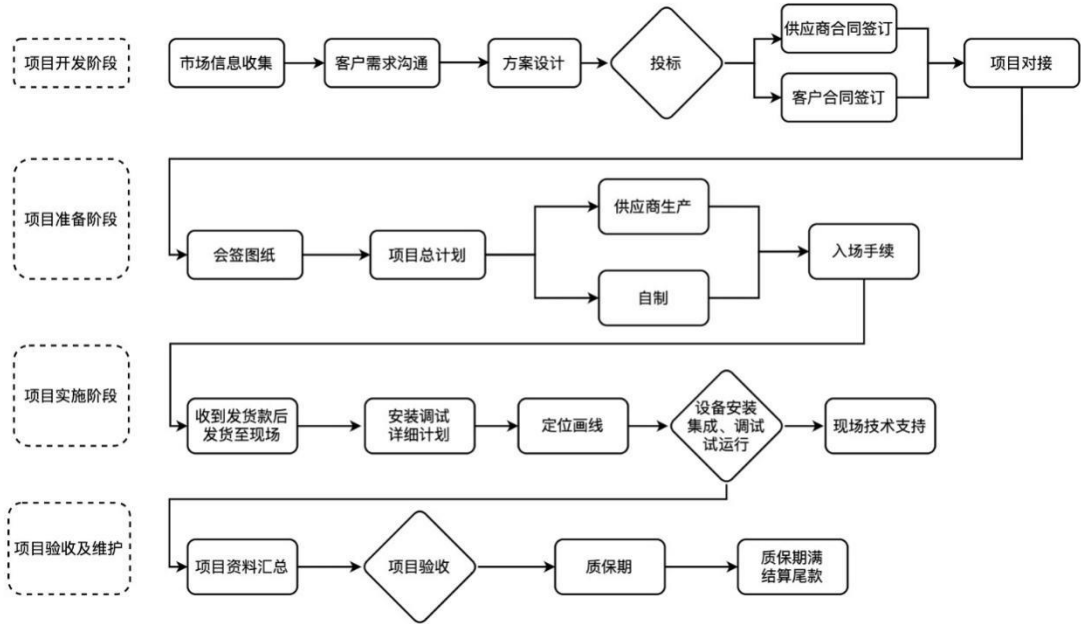 项目开发阶段
市场信息收集
客户需求沟通
方案设计
投标
供应商合同签订
客户合同签订
项目对接
项目准备阶段
会签图纸
项目总计划
供应商生产
自制
入场手续
项目实施阶段
收到发货款后
发货至现场
安装调试
详细计划
定位画线
设备安装
集成、调试
试运行
现场技术支持
项目验收及维护
项目资料汇总
项目验收
质保期
质保期满
结算尾款